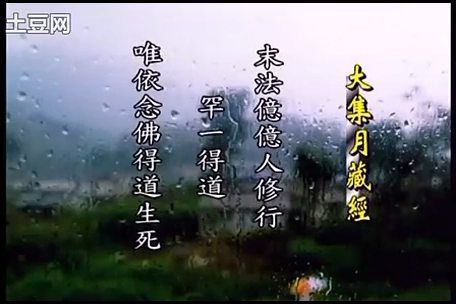 土豆网
大集月藏經
末法億億人修行
罕一得道
唯依念佛得道生死